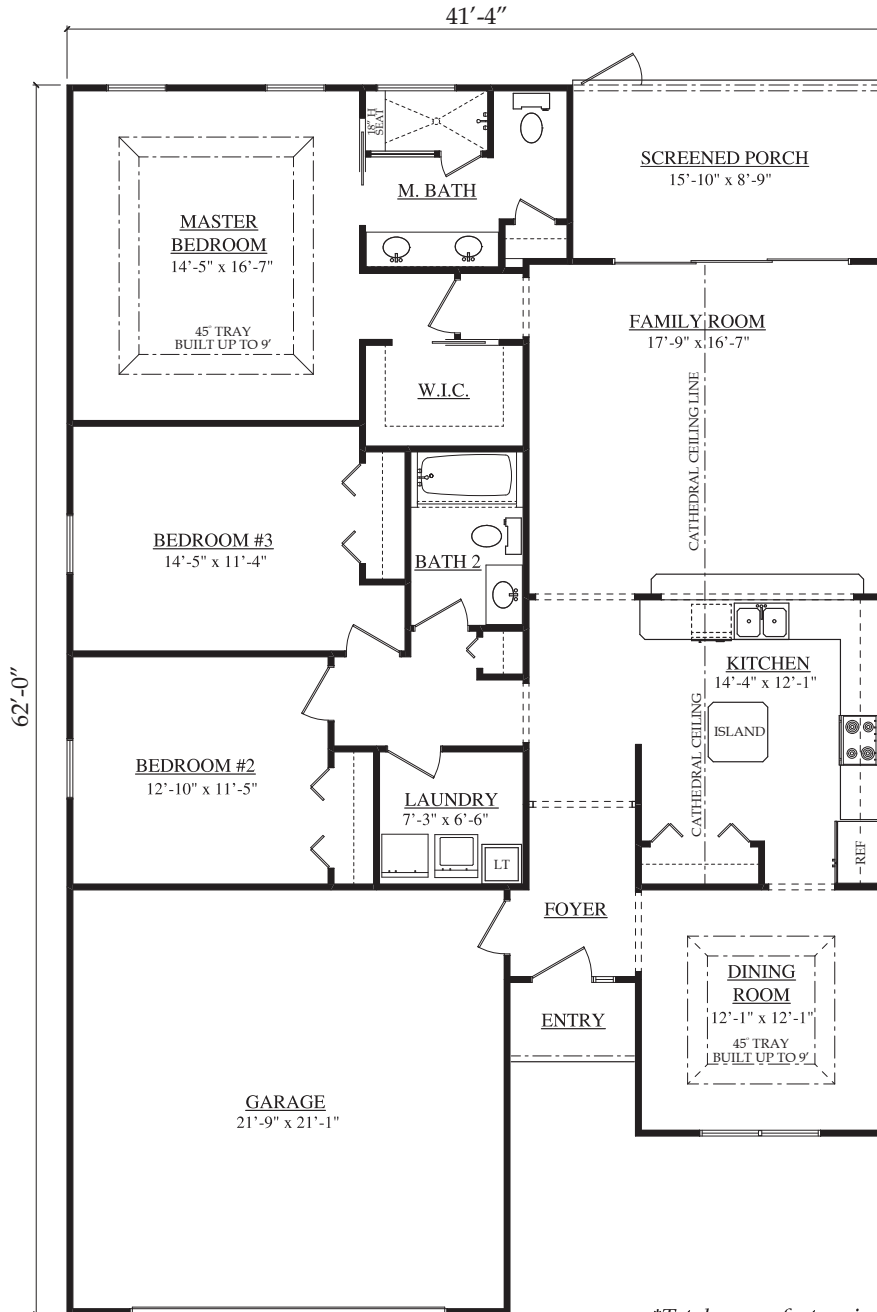 41'-4"
18" H
SEAT
M. BATH
SCREENED PORCH
15'-10" x 8'-9"
MASTER
BEDROOM
14'-5" x 16'-7"
45° TRAY
BUILT UP TO 9'
FAMILY ROOM
17'-9" x 16'-7"
W.I.C.
CATHEDRAL CEILING LINE
BEDROOM #3
14'-5" x 11'-4"
BATH 2
62'-0"
KITCHEN
14'-4" x 12'-1"
ISLAND
CATHEDRAL CEILING
BEDROOM #2
12'-10" x 11'-5"
LAUNDRY
7'-3" x 6'-6"
LT
REF
FOYER
DINING
ROOM
12'-1" x 12'-1"
45° TRAY
BUILT UP TO 9'
ENTRY
GARAGE
21'-9" x 21'-1"